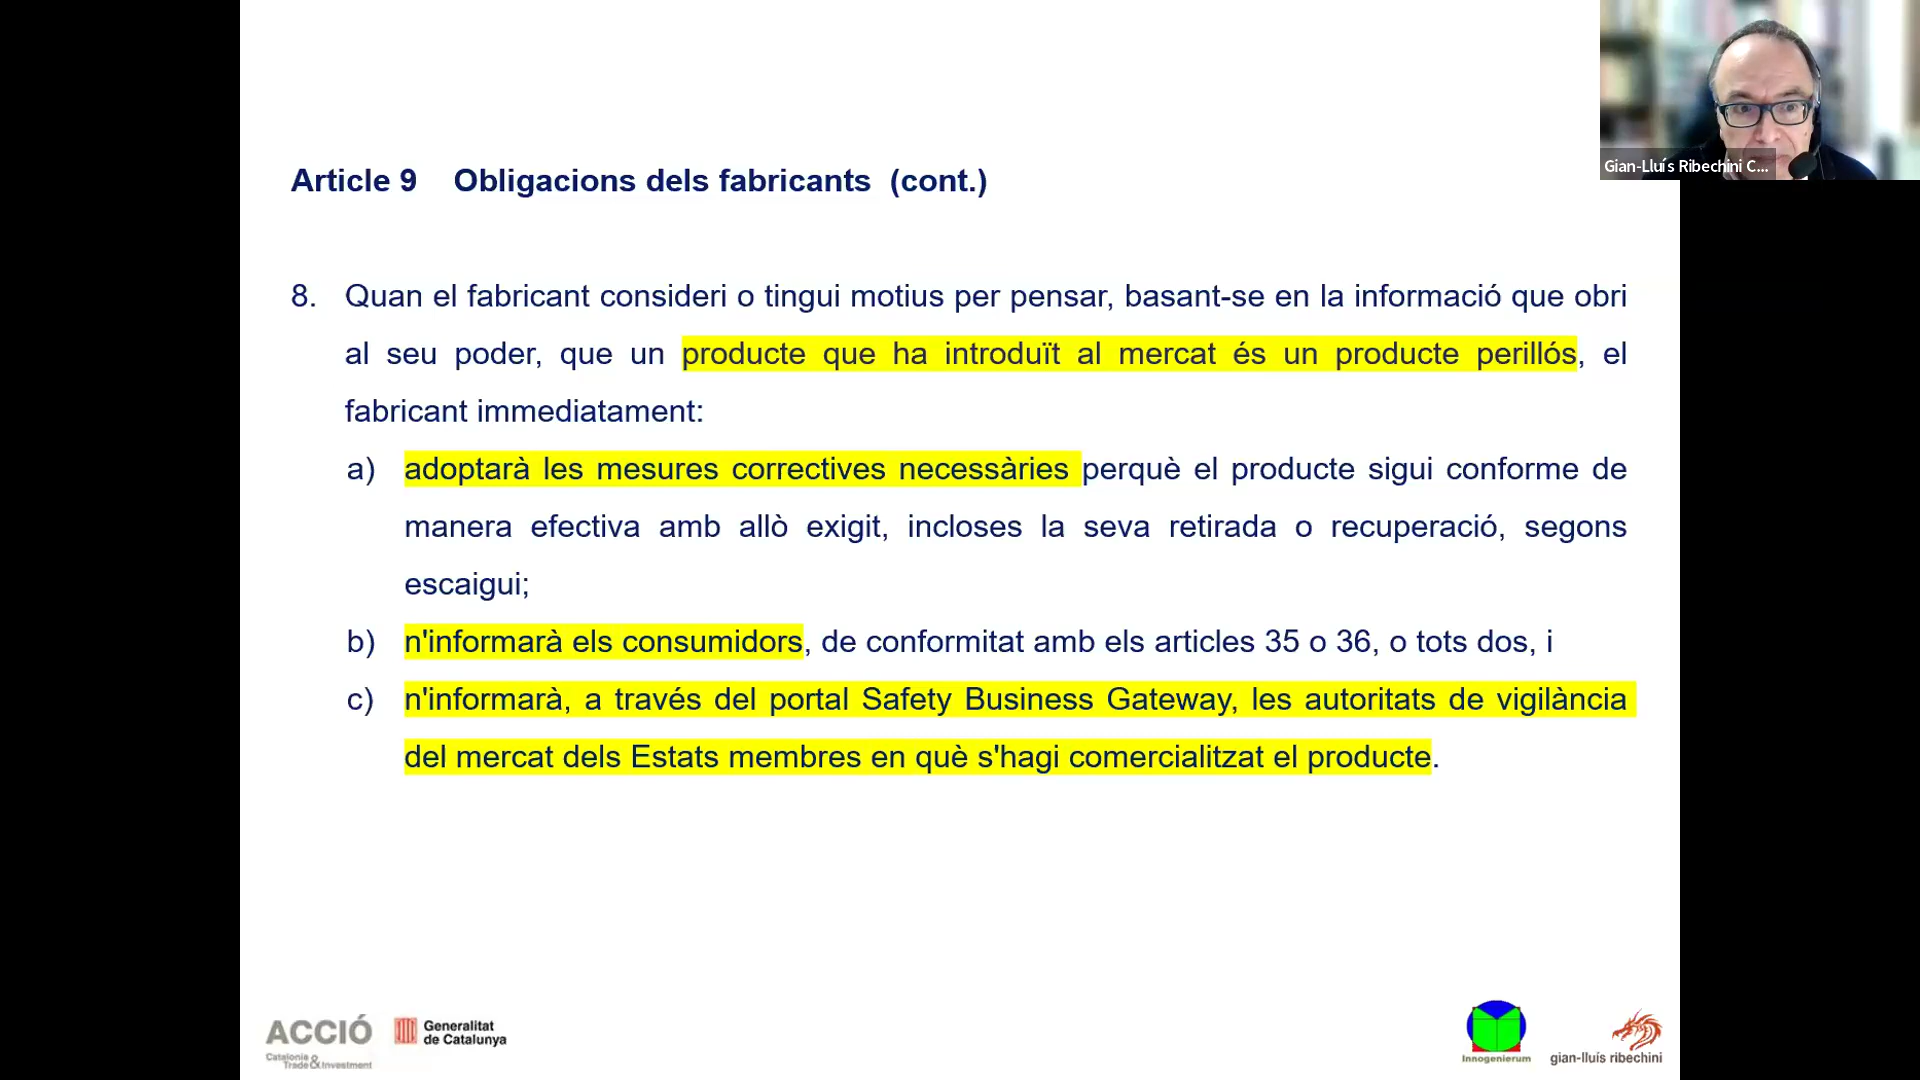 Gian-Lluís Ribechini C...
Article 9 Obligacions dels fabricants (cont.)
8. Quan el fabricant consideri o tingui motius per pensar, basant-se en la informació que obri
al seu poder, que un producte que ha introduït al mercat és un producte perillós, el
fabricant immediatament:
a) adoptarà les mesures correctives necessàries perquè el producte sigui conforme de
manera efectiva amb allò exigit, incloses la seva retirada o recuperació, segons
escaigui;
b) n'informarà els consumidors, de conformitat amb els articles 35 o 36, o tots dos, i
c) n'informarà, a través del portal Safety Business Gateway, les autoritats de vigilància
del mercat dels Estats membres en què s'hagi comercialitzat el producte.
ACCIÓ
Catalonia
Trade & Investment
Generalitat
de Catalunya
Innogenierum
gian-lluís ribechini